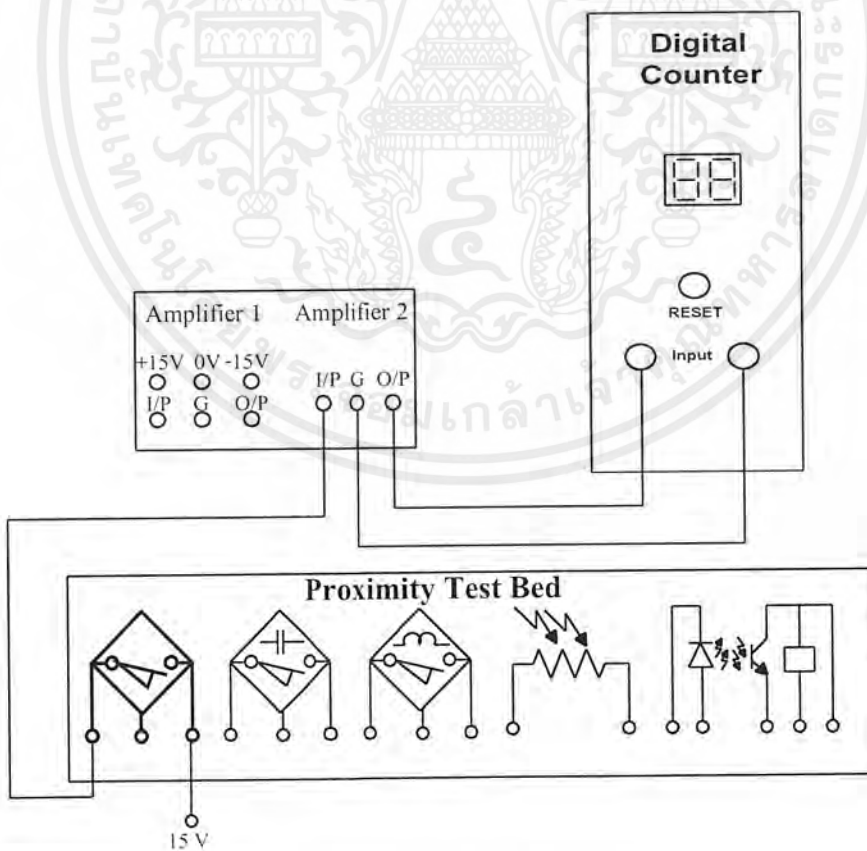 Digital
Counter
RESET
Input
Amplifier 1 Amplifier 2
+15V 0V -15V
I/P G O/P
I/P G O/P
Proximity Test Bed
15 V